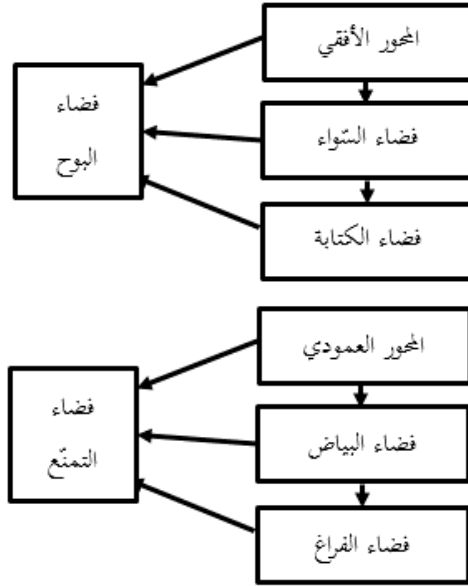 المحور الأفقي
فضاء
البوح
فضاء السّواء
فضاء الكتابة
المحور العمودي
فضاء
التمنّع
فضاء البياض
فضاء الفراغ